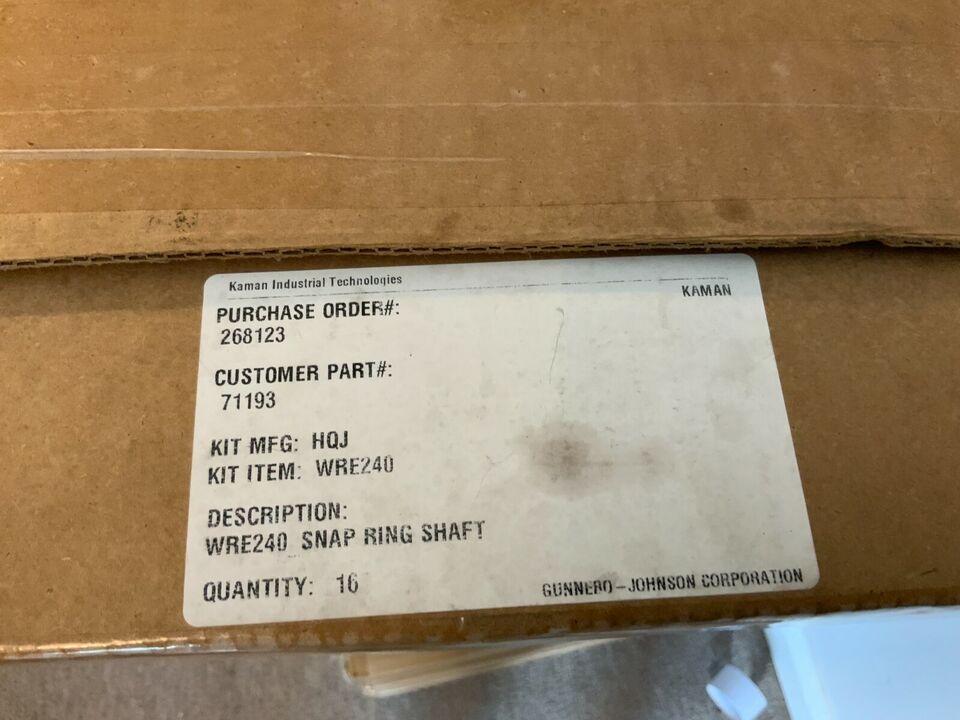 Kaman Industrial Technologies
KAMAN
PURCHASE ORDER#:
268123
CUSTOMER PART#:
71193
KIT MFG: HQJ
KIT ITEM: WRE240
DESCRIPTION:
WRE240 SNAP RING SHAFT
QUANTITY: 16
GUNNERO-JOHNSON CORPORATION